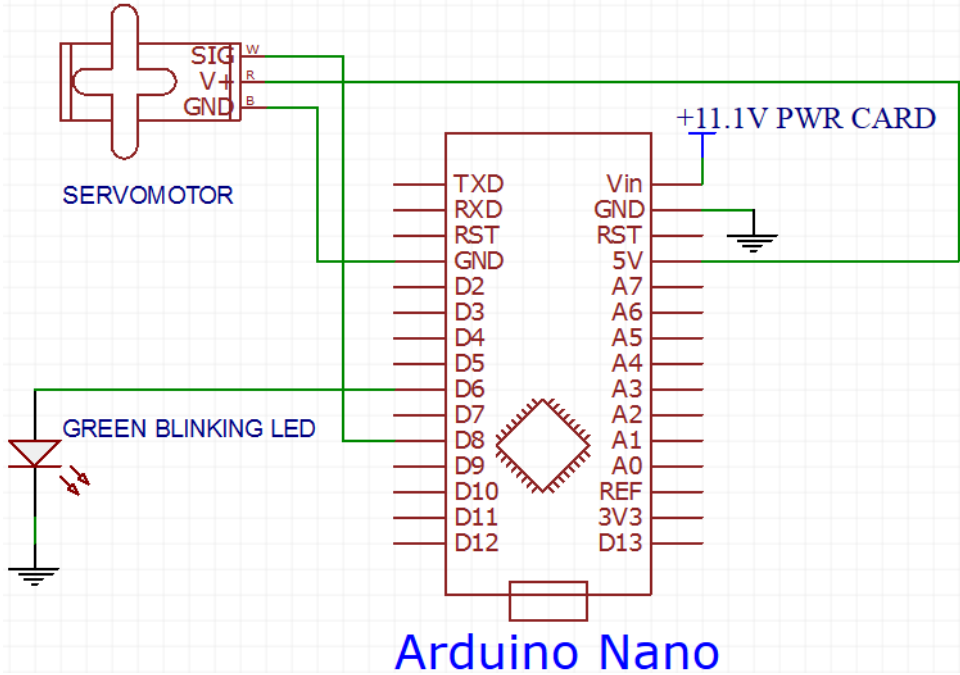 SIG W
V+ R
GND B
SERVOMOTOR
+11.1V PWR CARD
TXD Vin
RXD GND
RST RST
GND 5V
D2 A7
D3 A6
D4 A5
D5 A4
D6 A3
D7 A2
D8 A1
D9 A0
D10 REF
D11 3V3
D12 D13
GREEN BLINKING LED
Arduino Nano